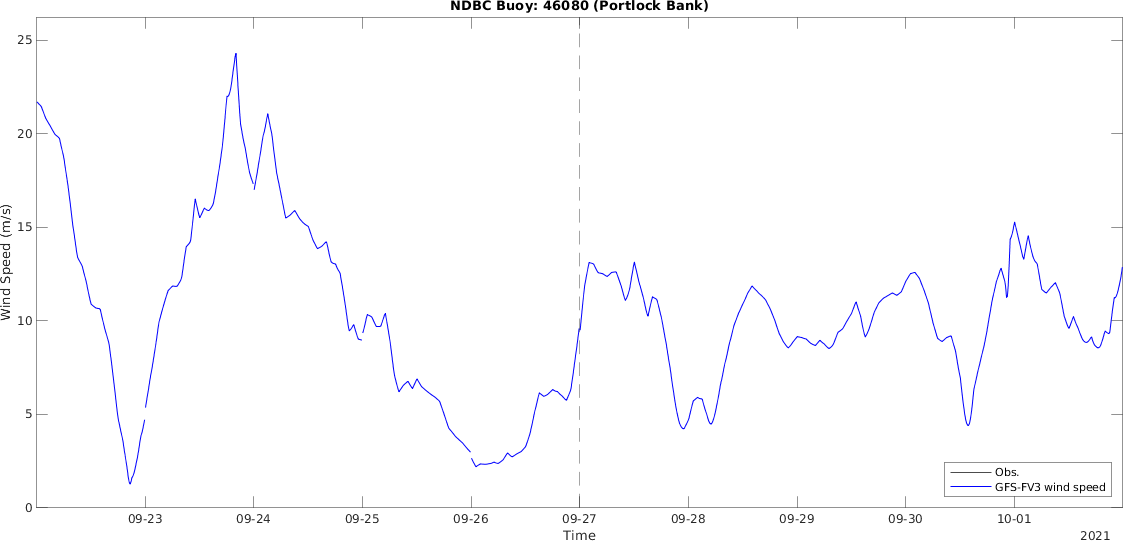 NDBC Buoy: 46080 (Portlock Bank)
25
20
15
10
5
0
Wind Speed (m/s)
09-23 09-24 09-25 09-26 09-27 09-28 09-29 09-30 10-01
Time
2021
Obs.
GFS-FV3 wind speed